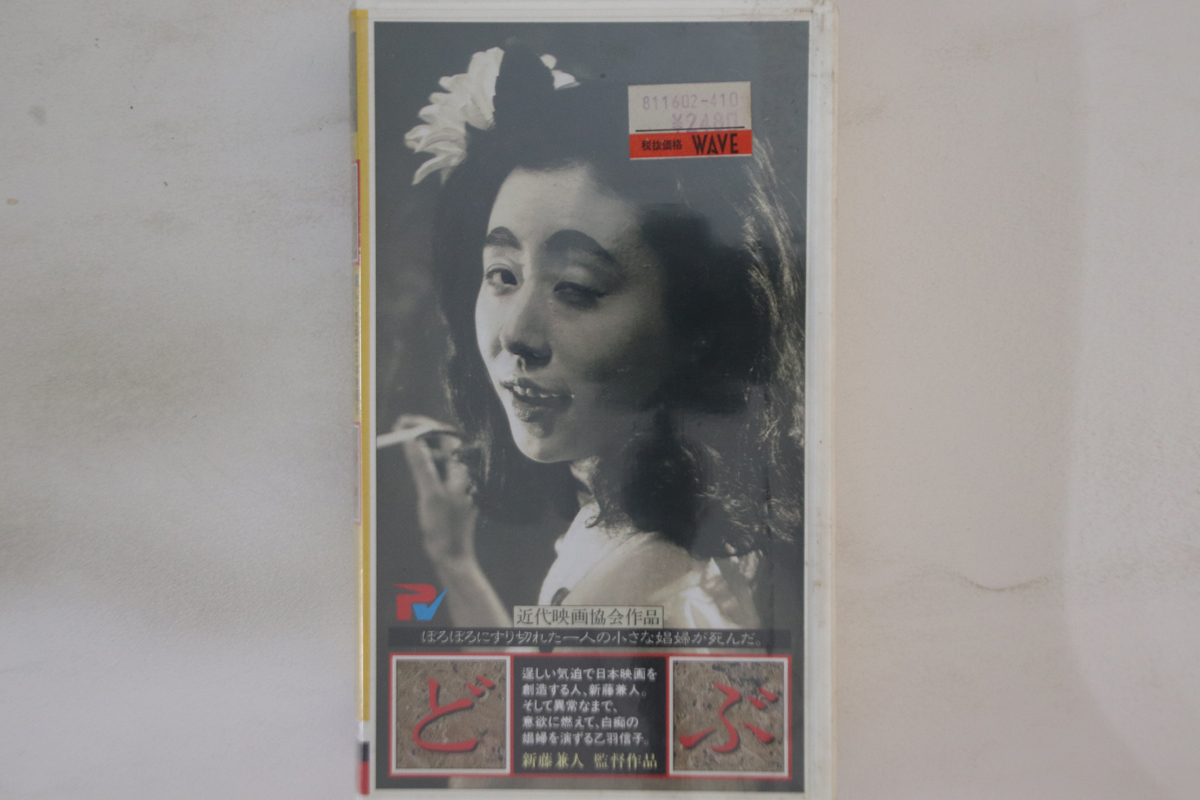 811602-410
¥2480
税抜価格 WAVE
近代映画協会作品
ぼろぼろにすり切れた一人の小さな娼婦が死んだ。
どぶ
逞しい気迫で日本映画を
創造する人、新藤兼人。
そして異常なまで、
意欲に燃えて、白痴の
娼婦を演ずる乙羽信子。
新藤兼人 監督作品